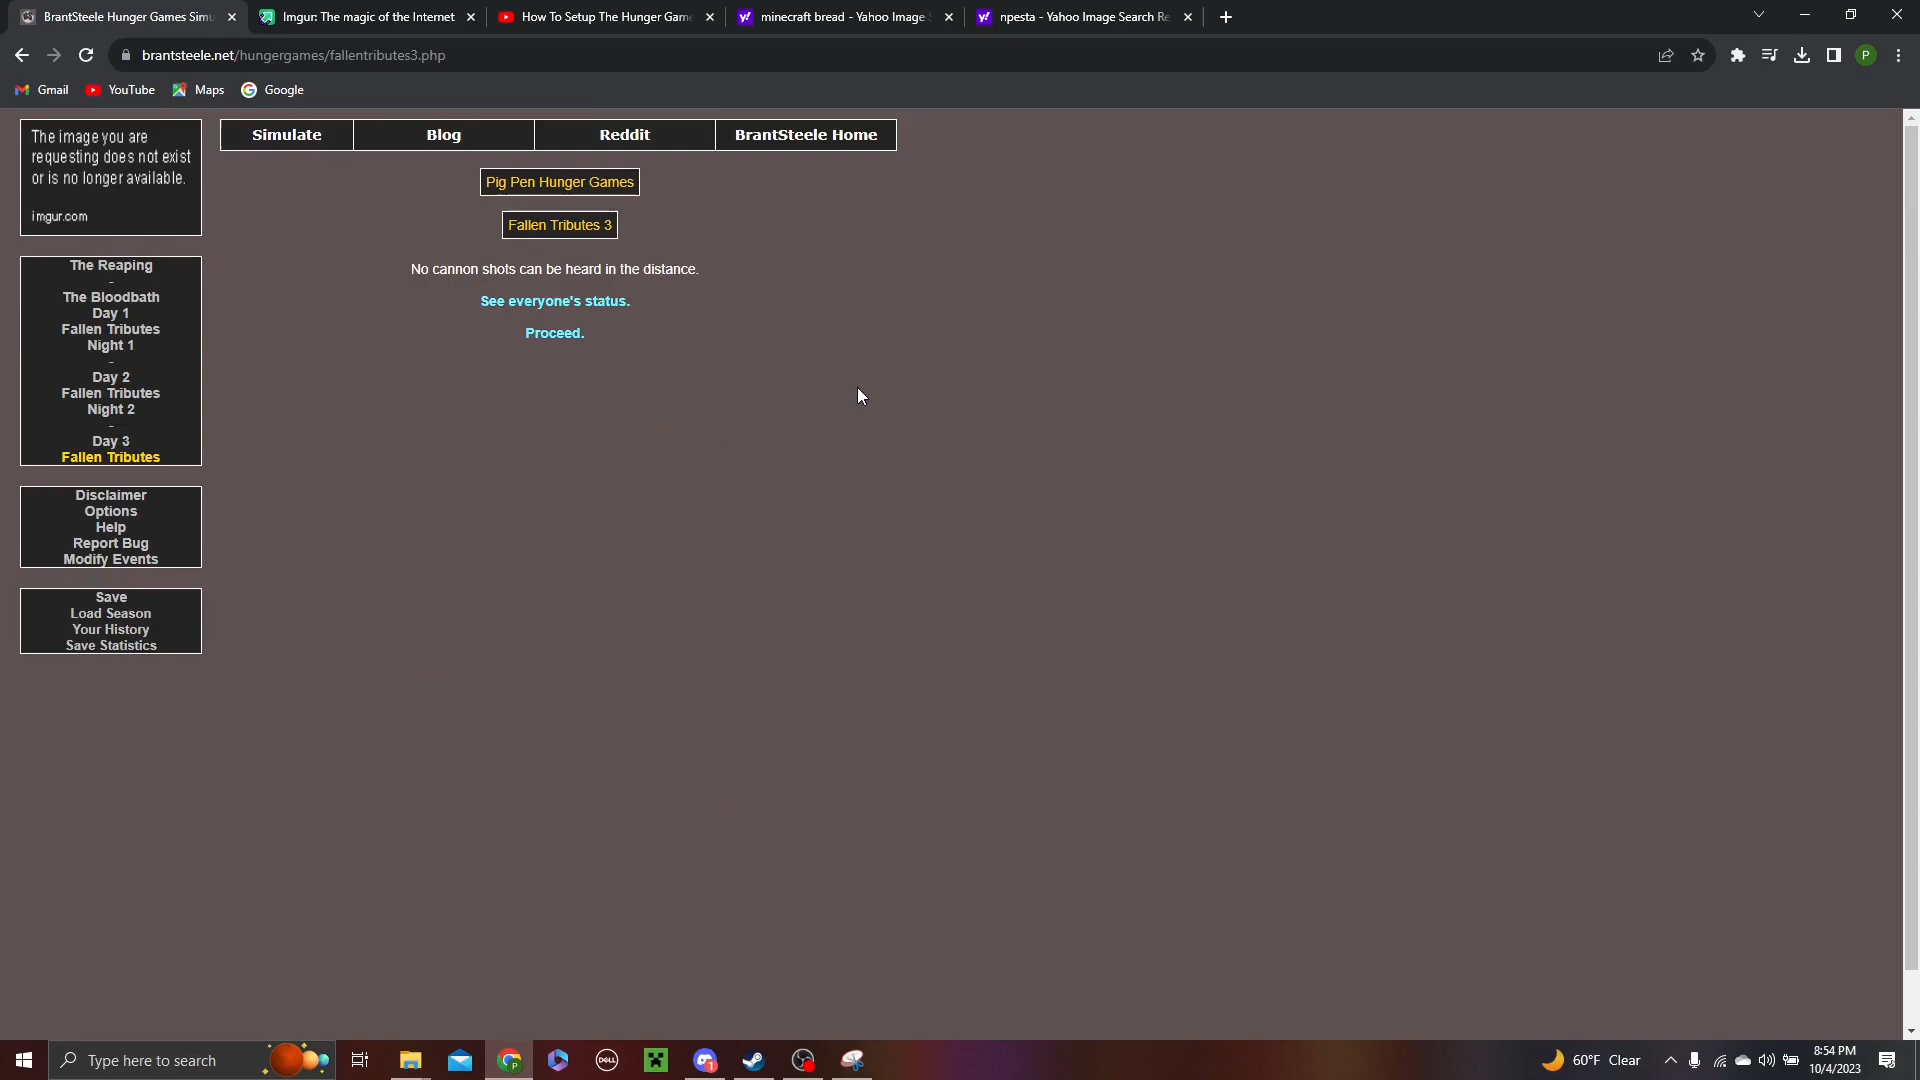 BrantSteele Hunger Games Simu
Imgur: The magic of the Internet
How To Setup The Hunger Game
minecraft bread - Yahoo Image S
npesta - Yahoo Image Search Re
brantsteele.net/hungergames/fallentributes3.php
P
Gmail
YouTube
Maps
Google
The image you are
requesting does not exist
or is no longer available.
imgur.com
Simulate
Blog
Reddit
BrantSteele Home
Pig Pen Hunger Games
Fallen Tributes 3
No cannon shots can be heard in the distance.
See everyone's status.
Proceed.
The Reaping
-
The Bloodbath
Day 1
Fallen Tributes
Night 1
-
Day 2
Fallen Tributes
Night 2
-
Day 3
Fallen Tributes
Disclaimer
Options
Help
Report Bug
Modify Events
Save
Load Season
Your History
Save Statistics
Type here to search
DELL
1
60°F Clear
8:54 PM
10/4/2023